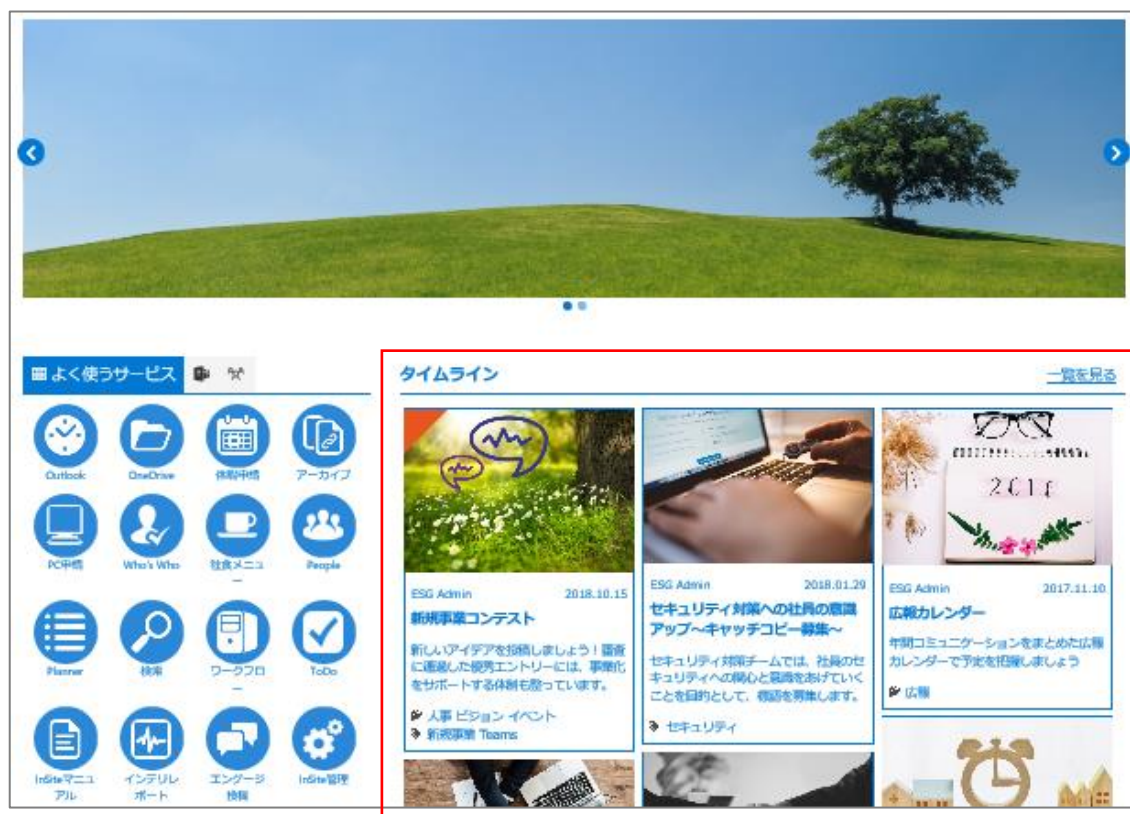 よく使うサービス
Outlook
OneDrive
休暇申請
アーカイブ
PC申請
Who's Who
社食メニュ
ー
People
Planner
検索
ワークフロ
ー
ToDo
InSiteマニュ
アル
インテリレ
ポート
エンゲージ
投稿
InSite管理
タイムライン
一覧を見る
ESG Admin
2018.10.15
新規事業コンテスト
新しいアイデアを投稿しましょう！審査
に通過した優秀エントリーには、事業化
をサポートする体制も整っています。
人事 ビジョン イベント
新規事業 Teams
ESG Admin
2018.01.29
セキュリティ対策への社員の意識
アップ～キャッチコピー募集～
セキュリティ対策チームでは、社員のセ
キュリティへの関心と意識をあげていく
ことを目的として、標語を募集します。
セキュリティ
ESG Admin
2017.11.10
広報カレンダー
年間コミュニケーションをまとめた広報
カレンダーで予定を把握しましょう
広報